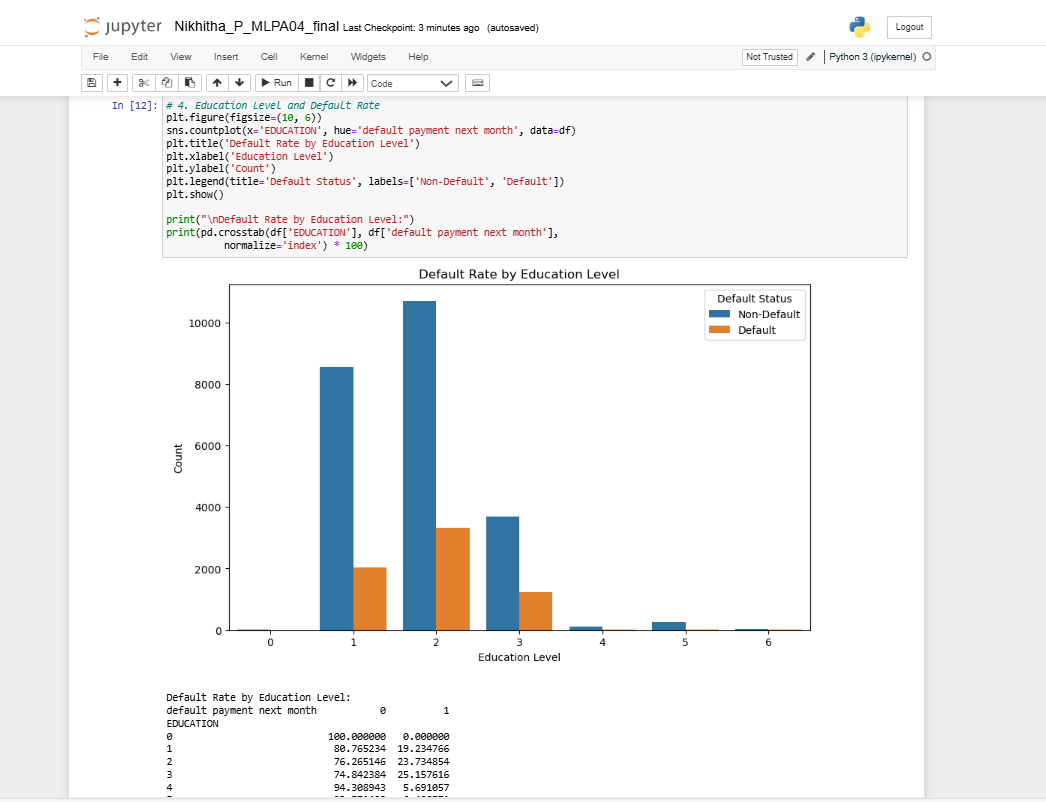 jupyter Nikhitha_P_MLPA04_final Last Checkpoint: 3 minutes ago (autosaved) Logout
File Edit View Insert Cell Kernel Widgets Help Not Trusted Python 3 (ipykernel)
Run Code
In [12]: # 4. Education Level and Default Rate
plt.figure(figsize=(10, 6))
sns.countplot(x='EDUCATION', hue='default payment next month', data=df)
plt.title('Default Rate by Education Level')
plt.xlabel('Education Level')
plt.ylabel('Count')
plt.legend(title='Default Status', labels=['Non-Default', 'Default'])
plt.show()
print("\nDefault Rate by Education Level:")
print(pd.crosstab(df['EDUCATION'], df['default payment next month'],
normalize='index') * 100)
Default Rate by Education Level
Default Status
Non-Default
Default
10000
8000
6000
4000
2000
0
Count
0 1 2 3 4 5 6
Education Level
Default Rate by Education Level:
default payment next month 0 1
EDUCATION
0 100.000000 0.000000
1 80.765234 19.234766
2 76.265146 23.734854
3 74.842384 25.157616
4 94.308943 5.691057